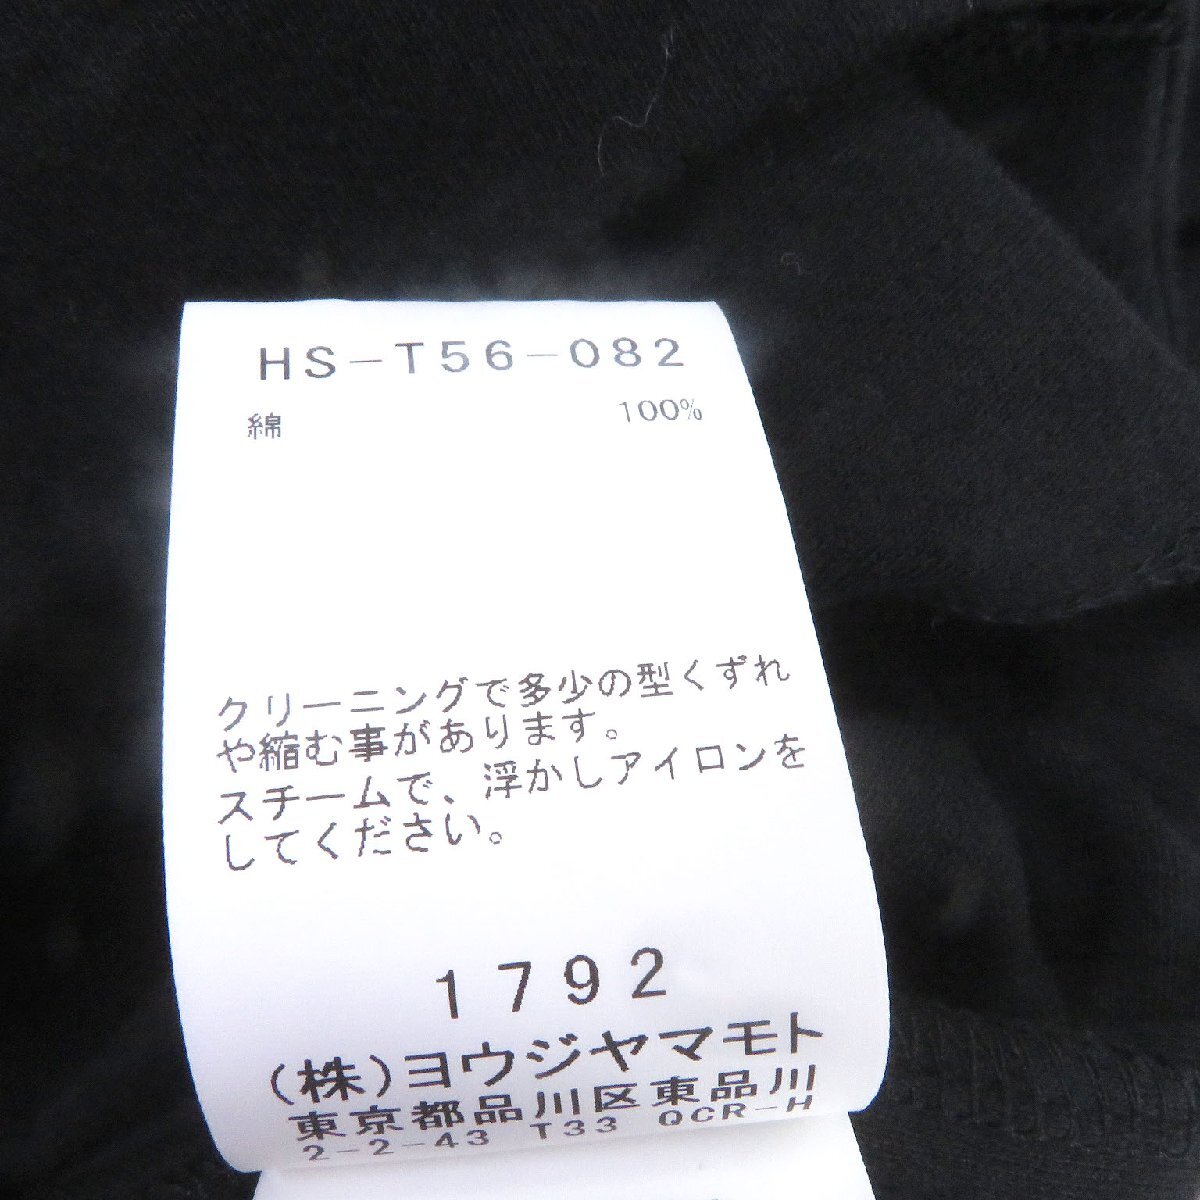 HS-T56-082
綿 100%
クリーニングで多少の型くずれ
や縮む事があります。
スチームで、浮かしアイロンを
してください。
1792
(株)ヨウジヤマモト
東京都品川区東品川
2-2-43 T33 QCR-H